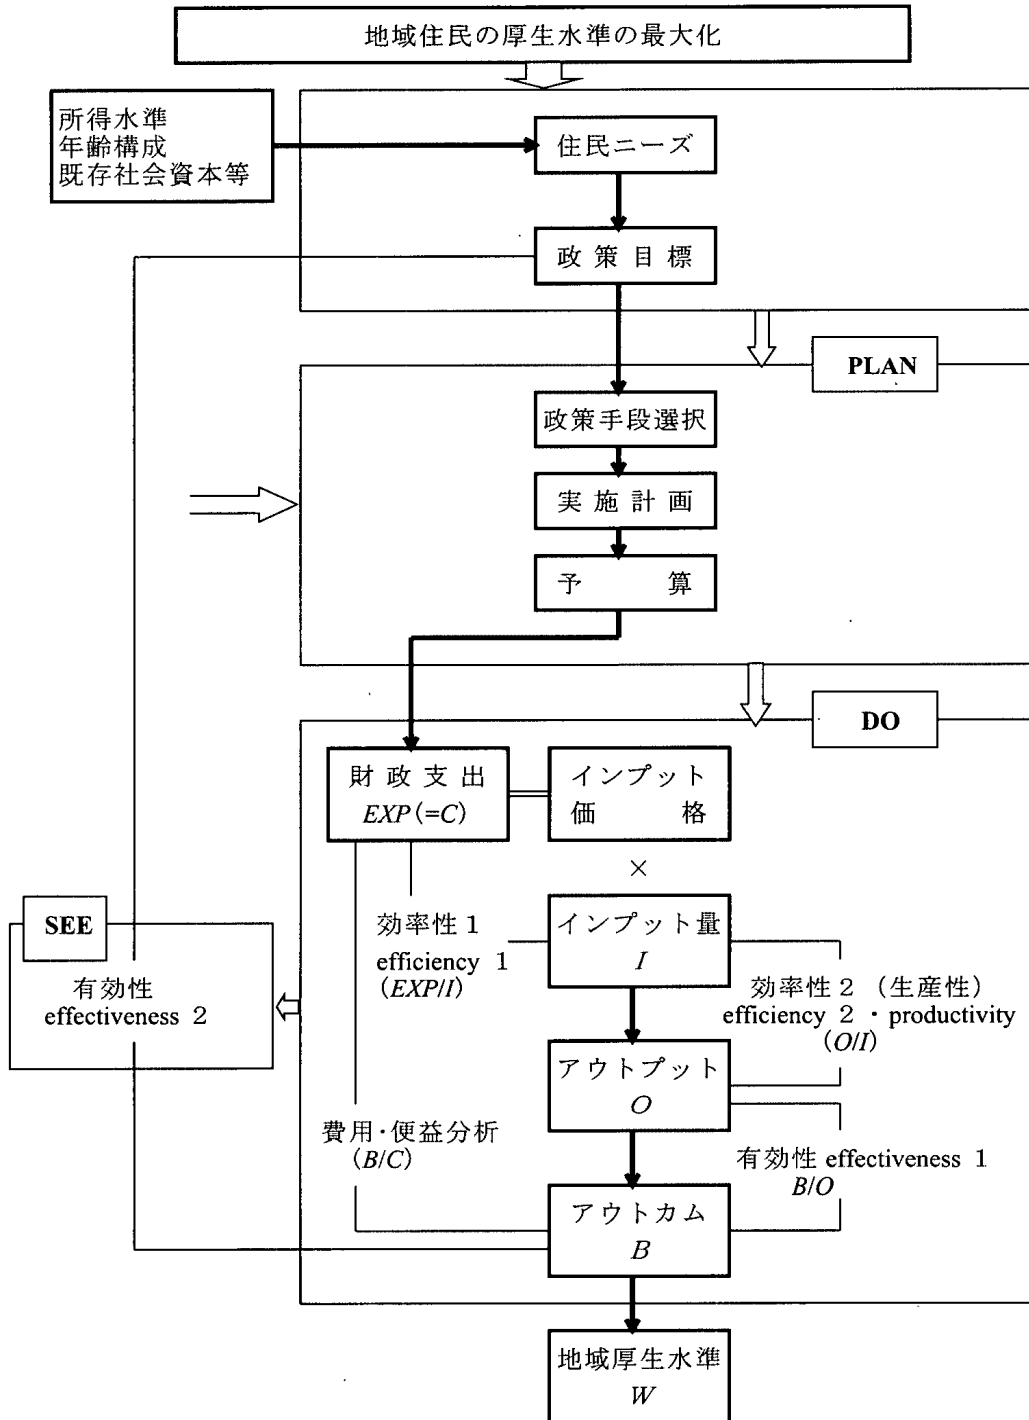 地域住民の厚生水準の最大化
所得水準
年齢構成
既存社会資本等
住民ニーズ
政策目標
PLAN
政策手段選択
実施計画
予算
DO
財政支出
EXP(=C)
インプット
価格
×
SEE
有効性
effectiveness 2
効率性1
efficiency 1
(EXP/I)
インプット量
I
効率性2（生産性）
efficiency 2・productivity
(O/I)
アウトプット
O
費用・便益分析
(B/C)
有効性 effectiveness 1
B/O
アウトカム
B
地域厚生水準
W